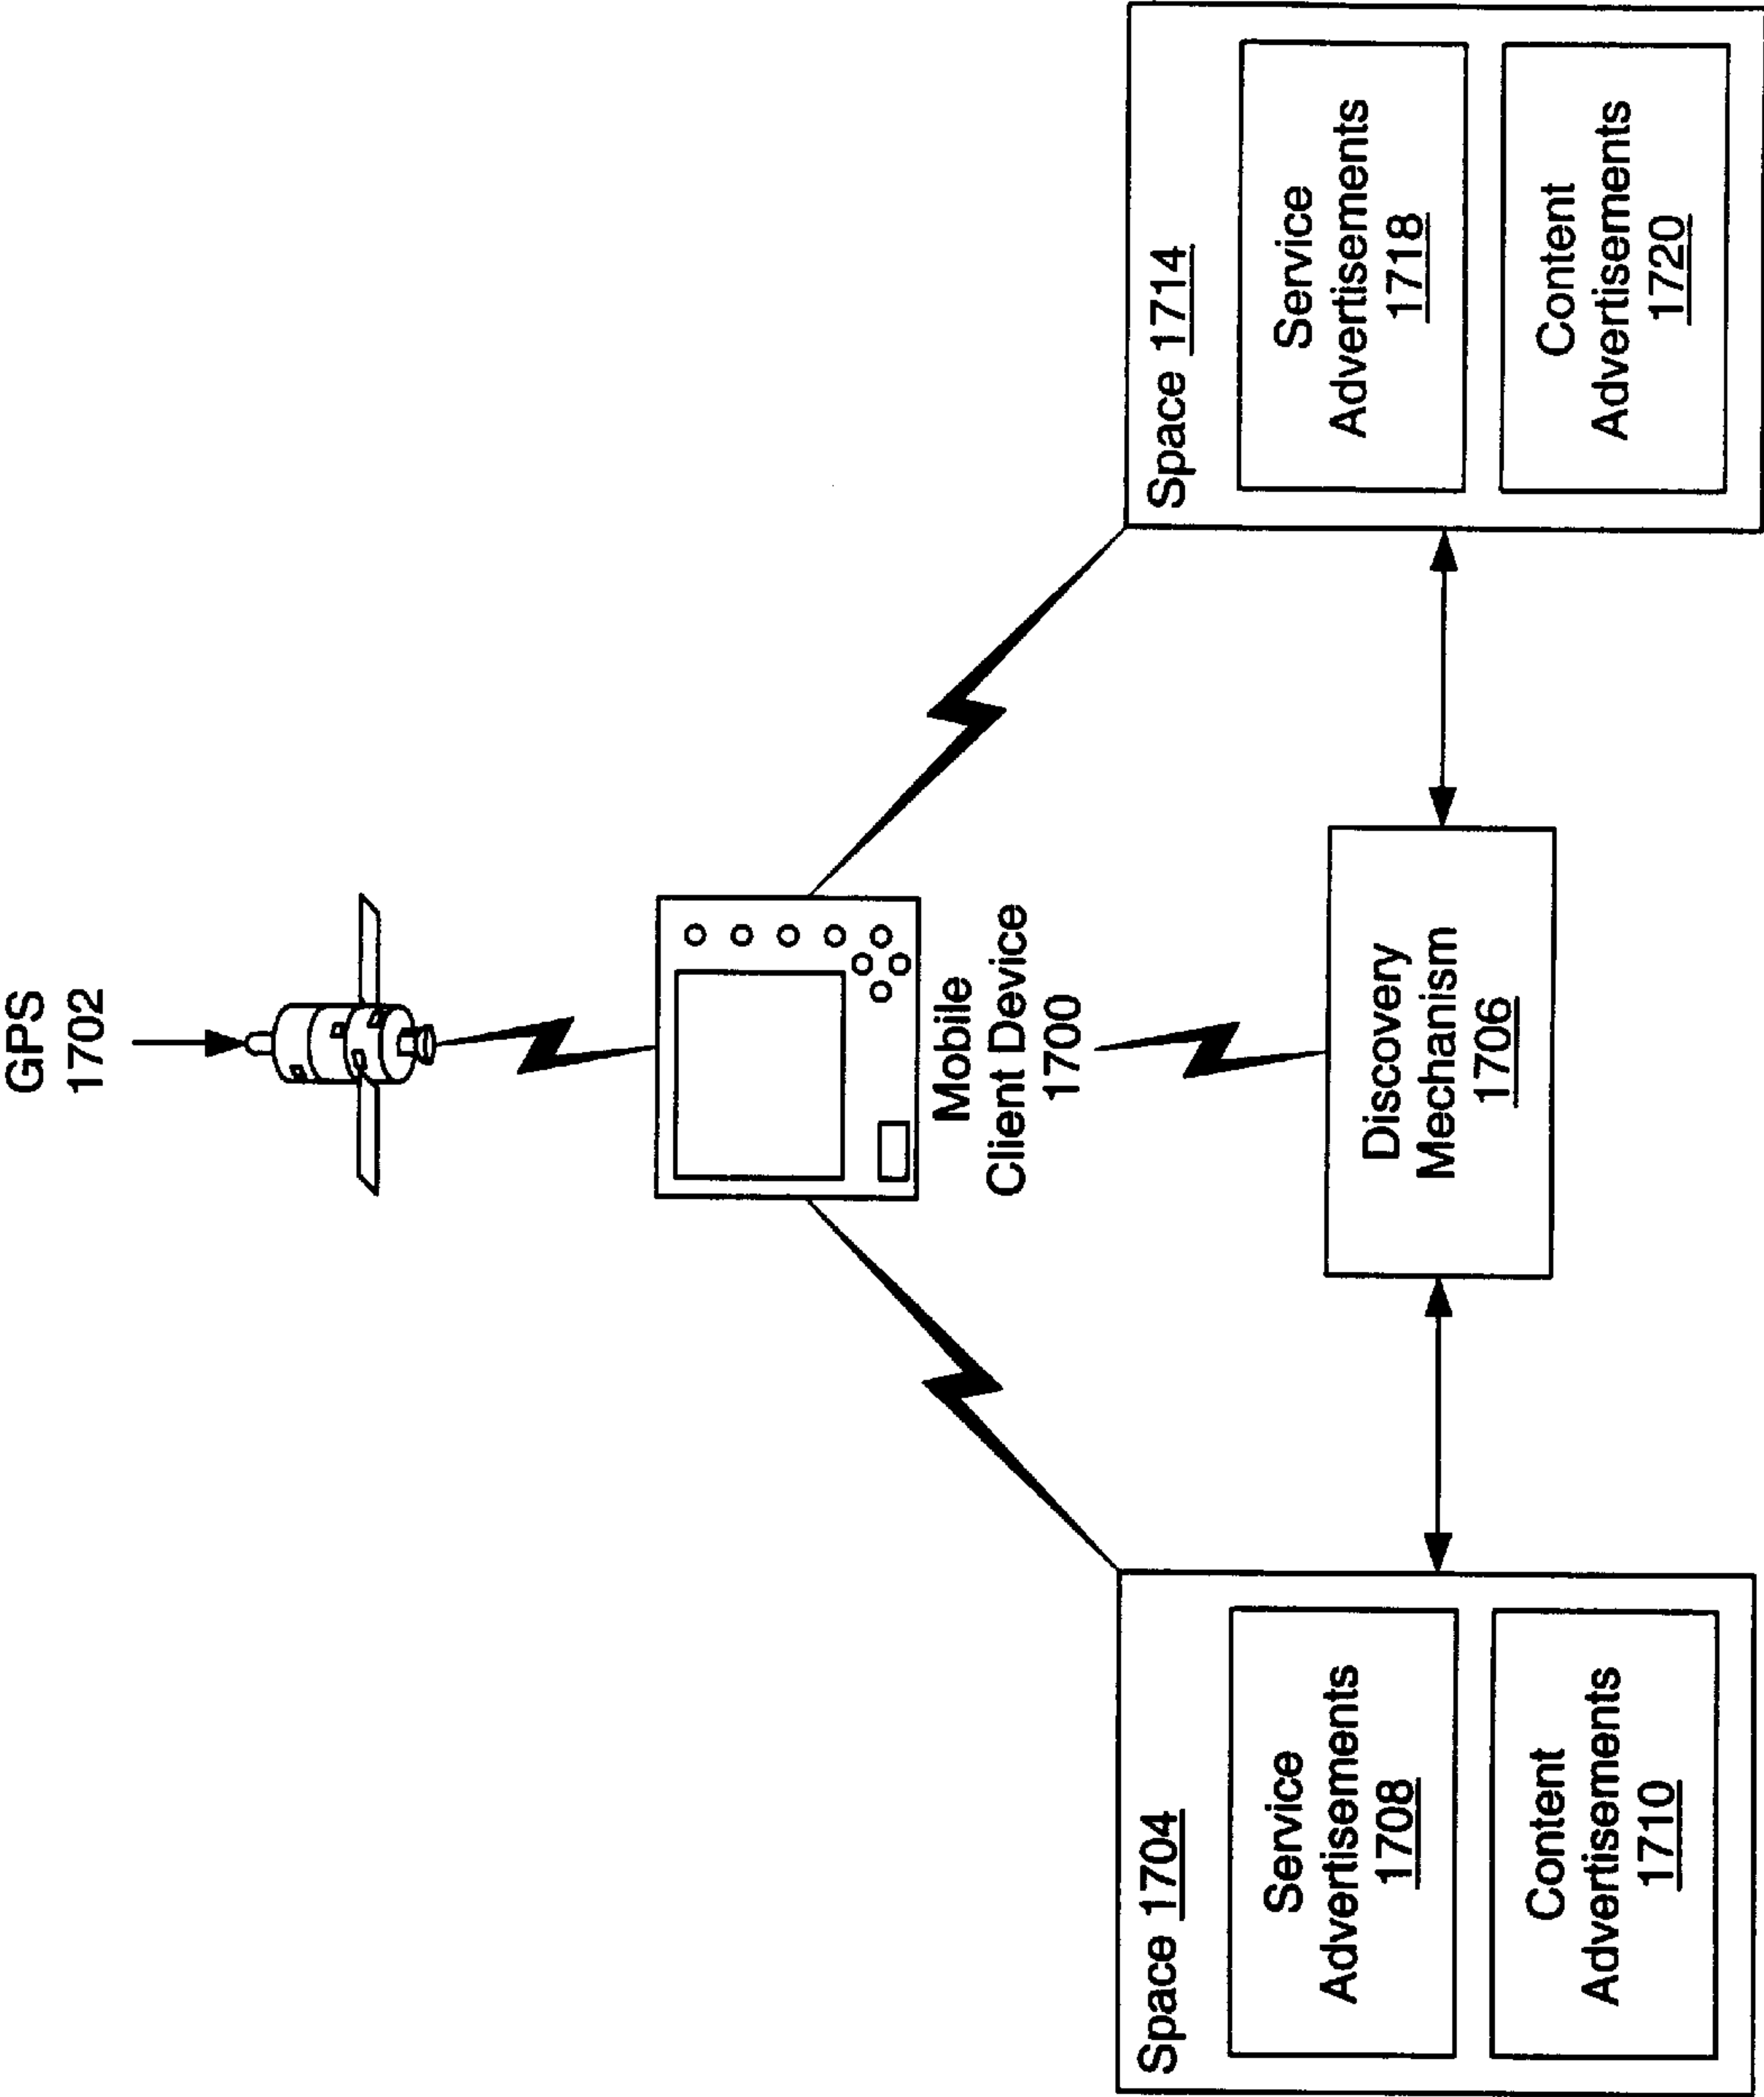 GPS
1702
Mobile
Client Device
1700
Discovery
Mechanism
1706
Space 1704
Service
Advertisements
1708
Content
Advertisements
1710
Space 1714
Service
Advertisements
1718
Content
Advertisements
1720